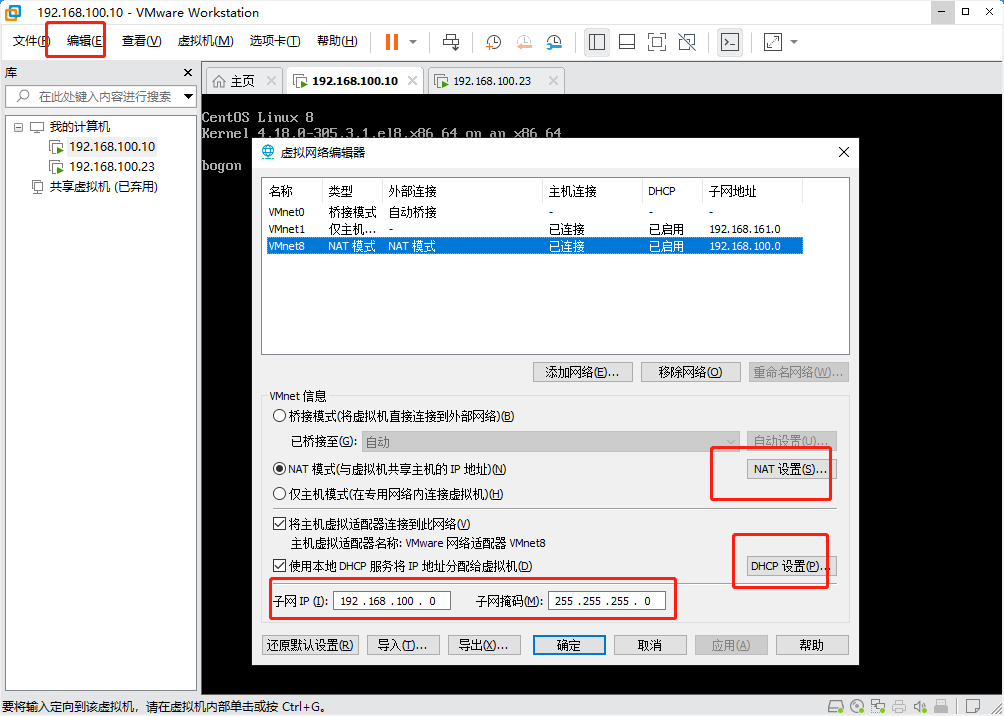 192.168.100.10 - VMware Workstation
文件(F 编辑(E 查看(V) 虚拟机(M) 选项卡(T) 帮助(H)
库
主页 192.168.100.10 192.168.100.23
在此处键入内容进行搜索
我的计算机
192.168.100.10
192.168.100.23
共享虚拟机 (已弃用)
CentOS Linux 8
Kernel 4.18.0-305.3.1.el8.x86_64 on an x86_64
bogon
虚拟网络编辑器
名称 类型 外部连接 主机连接 DHCP 子网地址
VMnet0 桥接模式 自动桥接 - - -
VMnet1 仅主机... - 已连接 已启用 192.168.161.0
VMnet8 NAT 模式 NAT 模式 已连接 已启用 192.168.100.0
添加网络(E)... 移除网络(O) 重命名网络(W)...
VMnet 信息
桥接模式(将虚拟机直接连接到外部网络)(B)
已桥接至(G): 自动 自动设置(U)...
NAT 模式(与虚拟机共享主机的 IP 地址)(N) NAT 设置(S)...
仅主机模式(在专用网络内连接虚拟机)(H)
将主机虚拟适配器连接到此网络(V)
主机虚拟适配器名称: VMware 网络适配器 VMnet8
使用本地 DHCP 服务将 IP 地址分配给虚拟机(D) DHCP 设置(P)...
子网 IP (I): 192 .168 .100 . 0 子网掩码(M): 255 .255 .255 . 0
还原默认设置(R) 导入(T)... 导出(X)... 确定 取消 应用(A) 帮助
要将输入定向到该虚拟机，请在虚拟机内部单击或按 Ctrl+G。